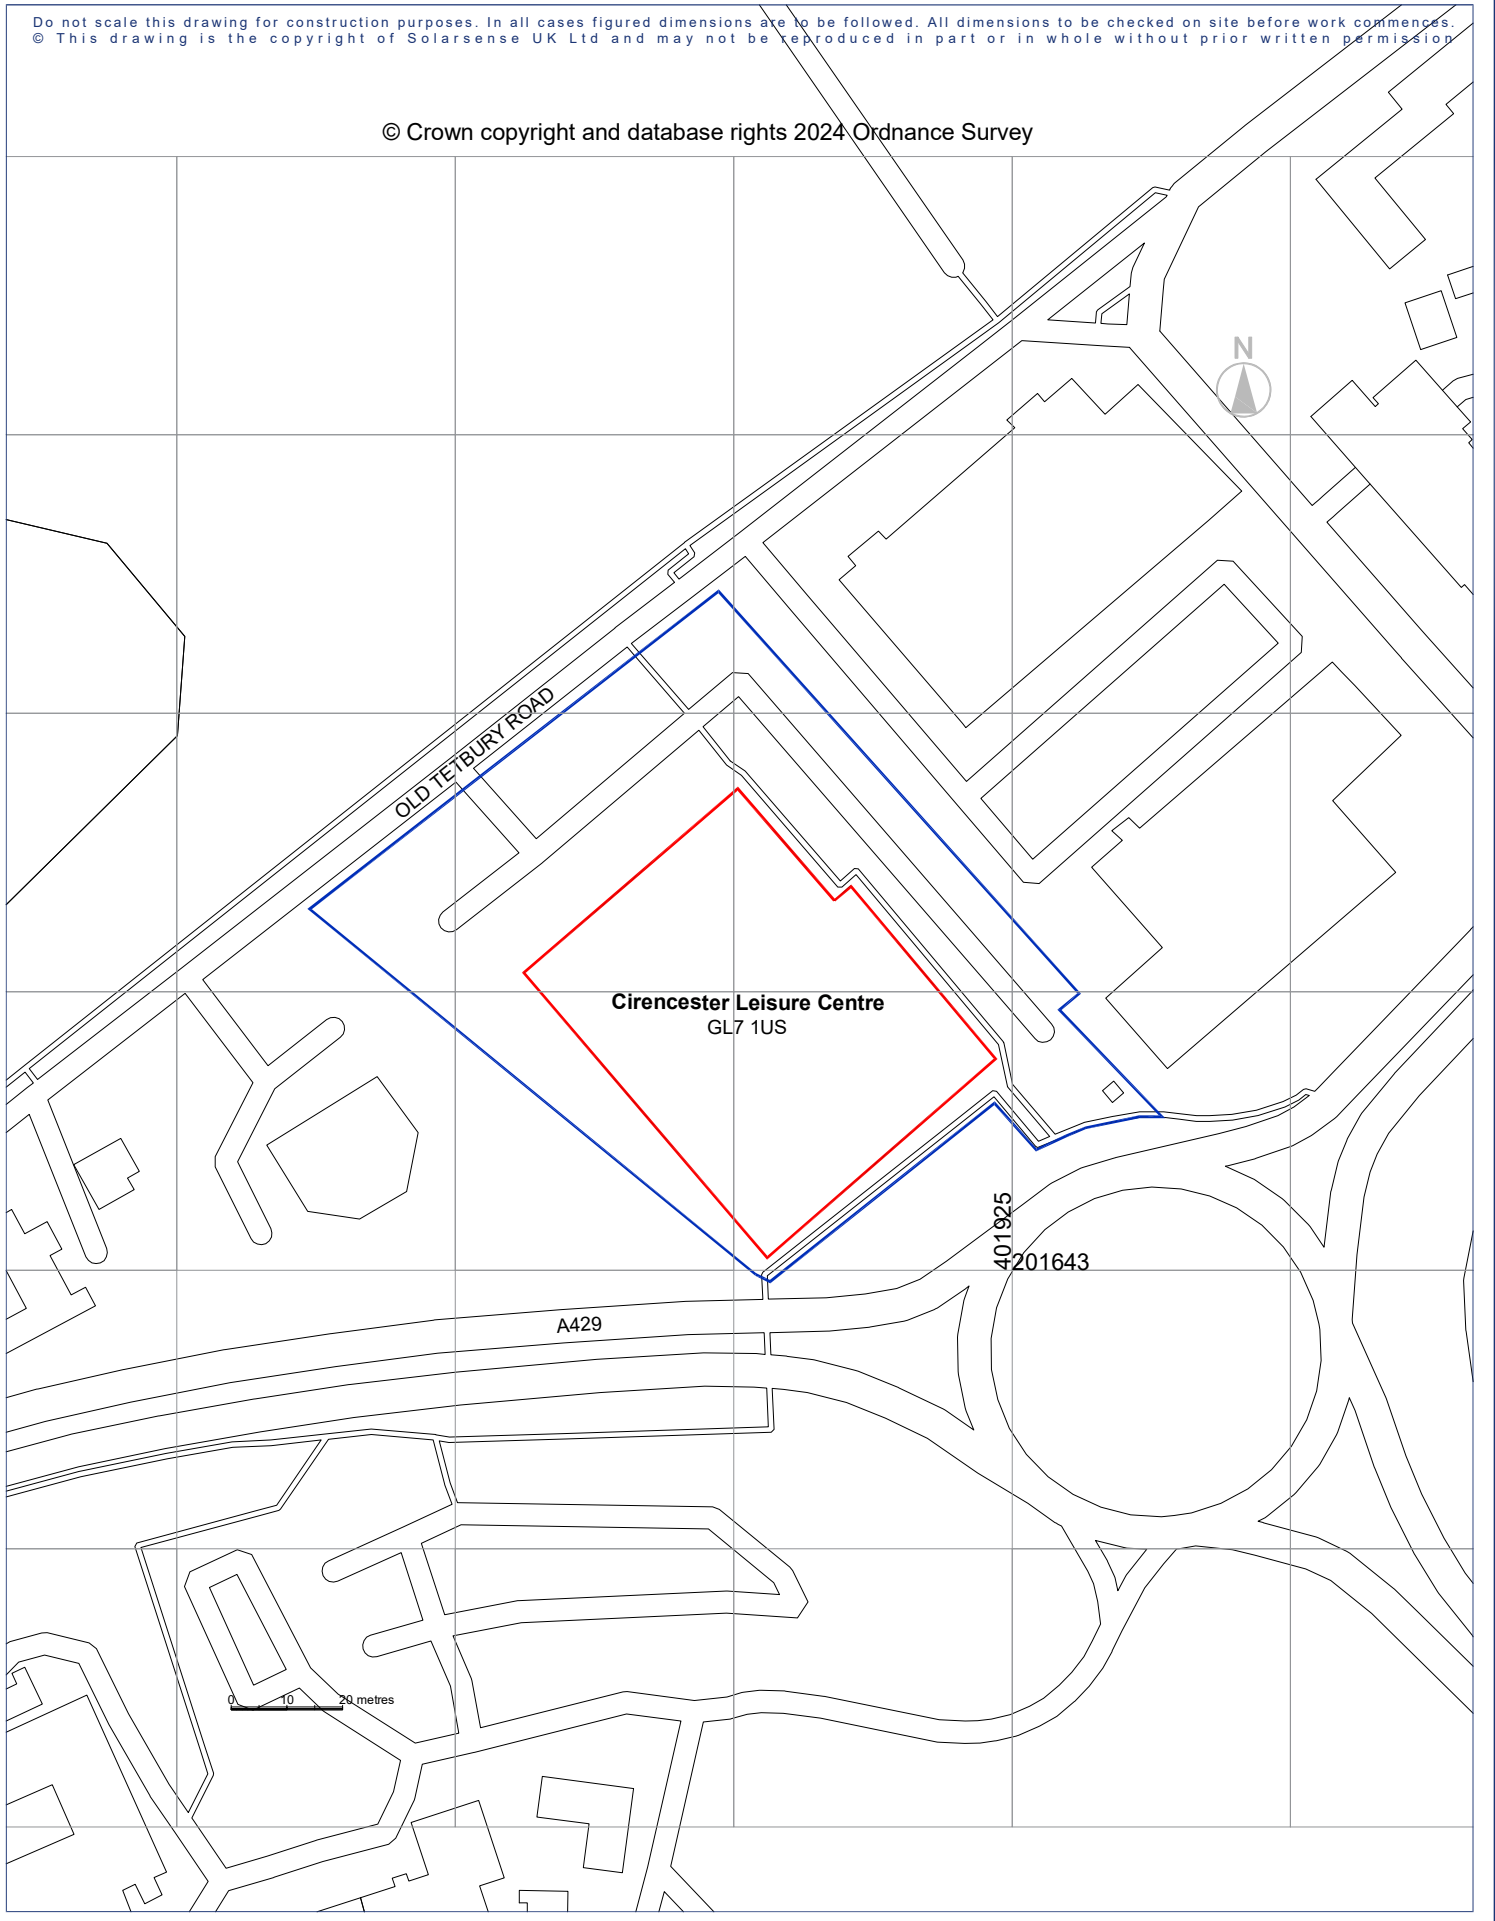 Do not scale this drawing for construction purposes. In all cases figured dimensions are to be followed. All dimensions to be checked on site before work commences.
© This drawing is the copyright of Solarsense UK Ltd and may not be reproduced in part or in whole without prior written permission
© Crown copyright and database rights 2024 Ordnance Survey
N
OLD TETBURY ROAD
Cirencester Leisure Centre
GL7 1US
401925
4201643
A429
0 10 20 metres